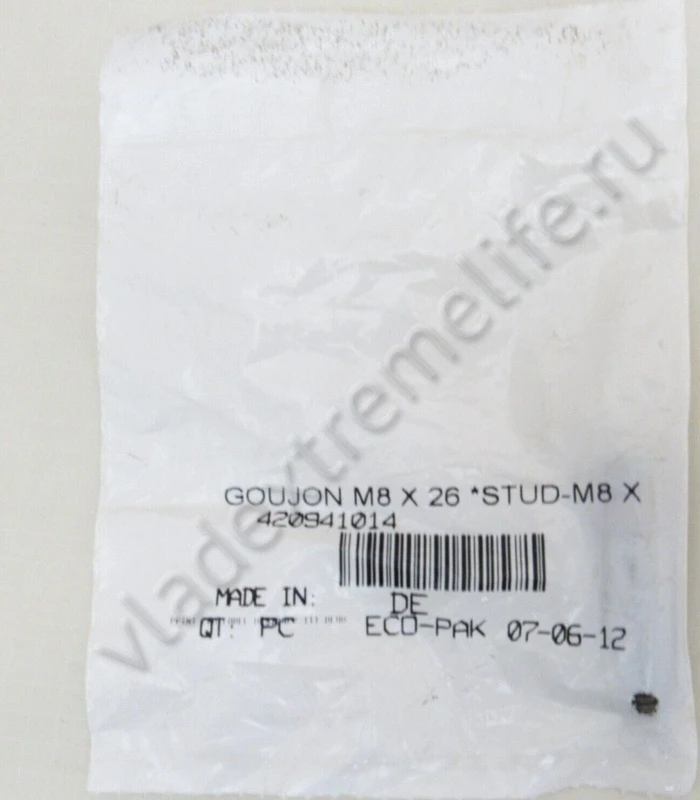 vladextremelife.ru
GOUJON M8 X 26 *STUD-M8 X
420941014
MADE IN: DE
QT: PC ECO-PAK 07-06-12